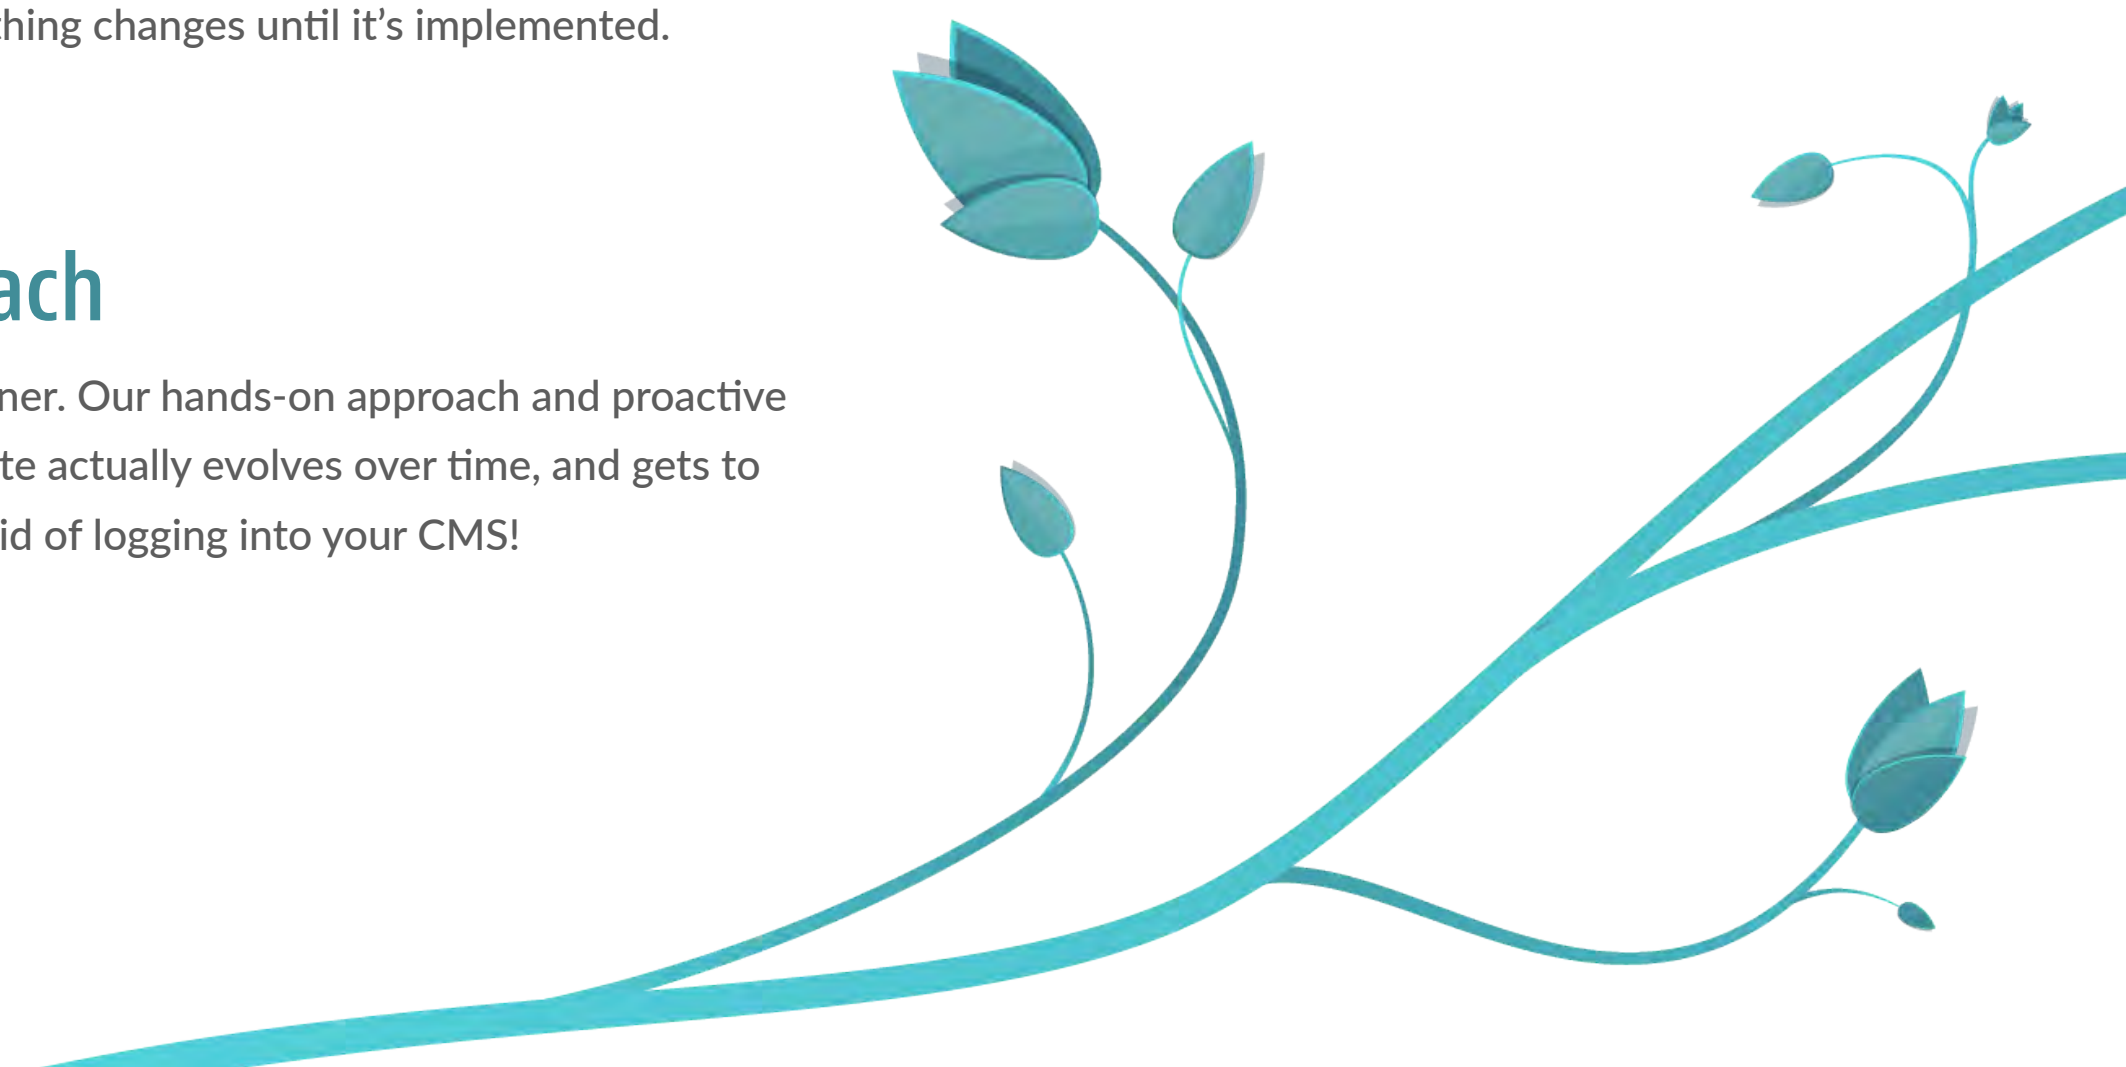 thing changes until it’s implemented.
ach
ner. Our hands-on approach and proactive
te actually evolves over time, and gets to
id of logging into your CMS!